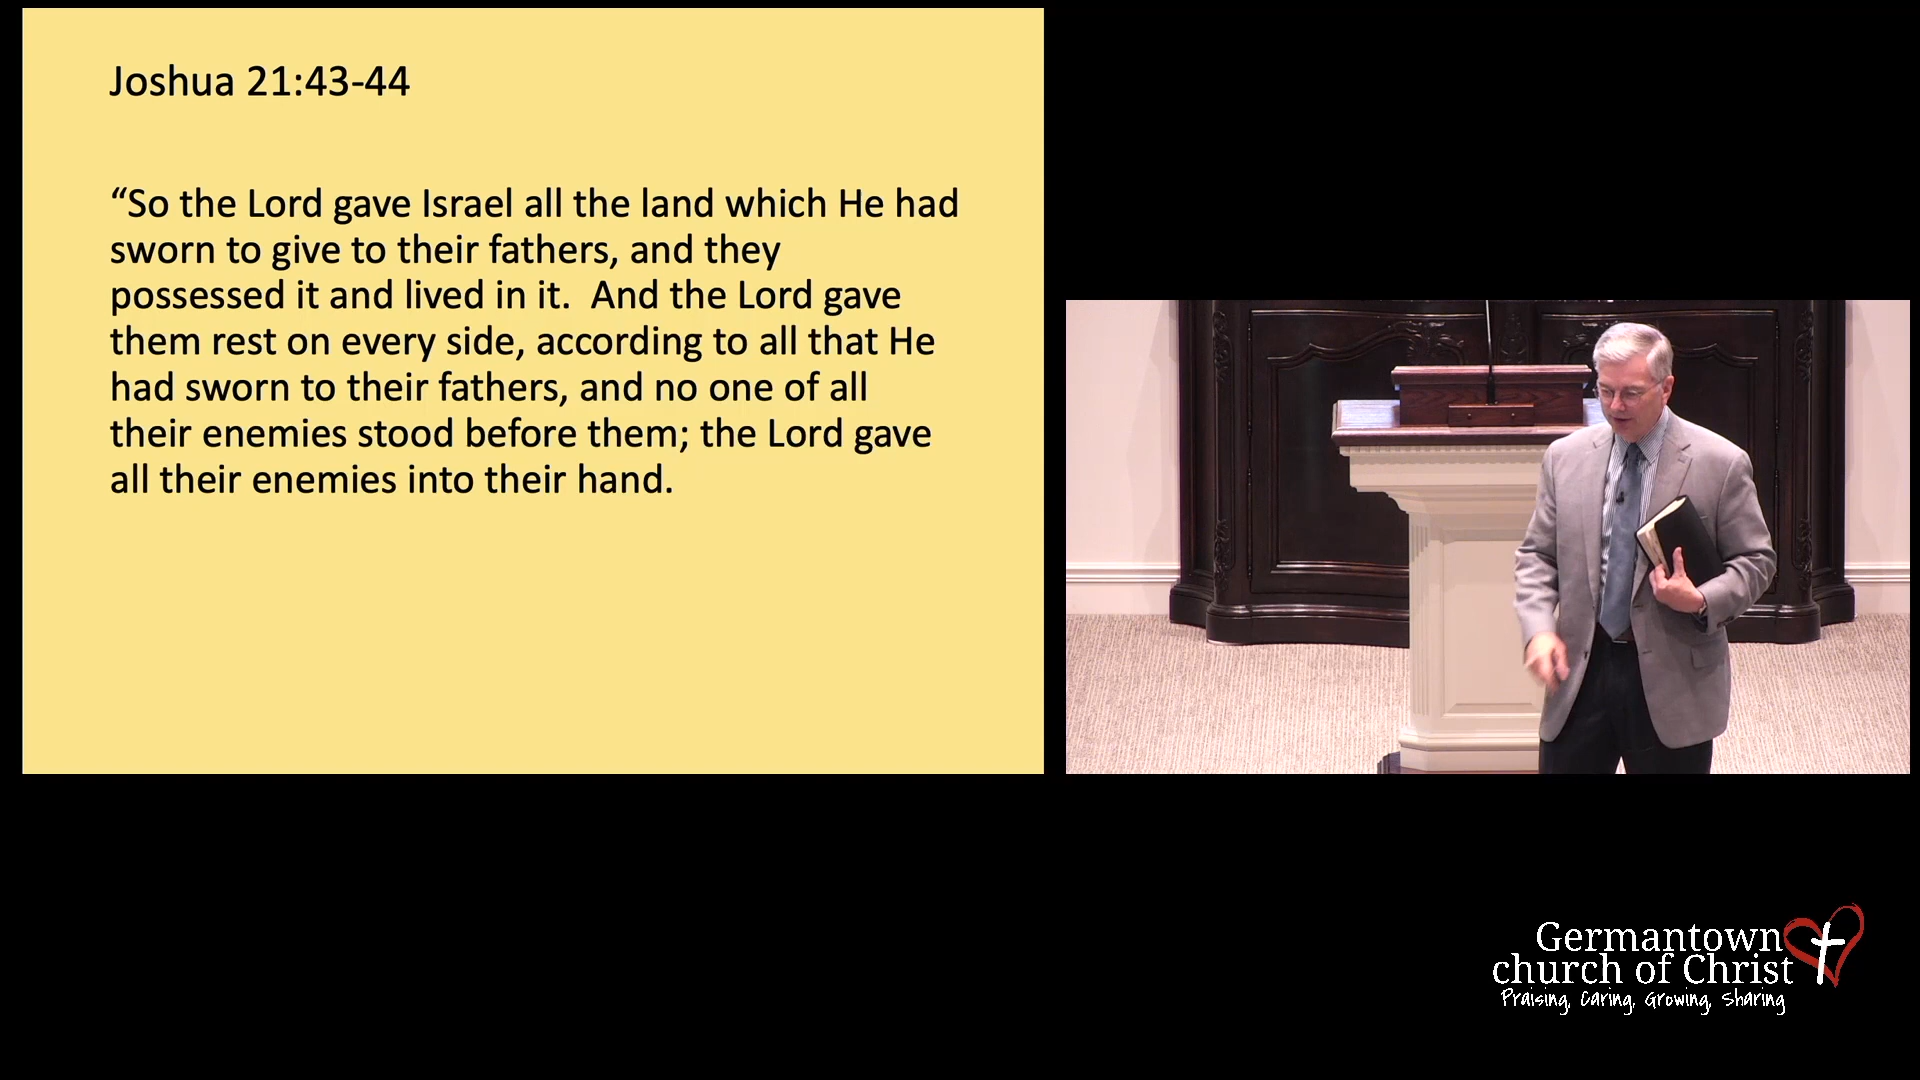 Joshua 21:43-44
“So the Lord gave Israel all the land which He had
sworn to give to their fathers, and they
possessed it and lived in it.  And the Lord gave
them rest on every side, according to all that He
had sworn to their fathers, and no one of all
their enemies stood before them; the Lord gave
all their enemies into their hand.
Germantown
church of Christ
Praising, Caring, Growing, Sharing